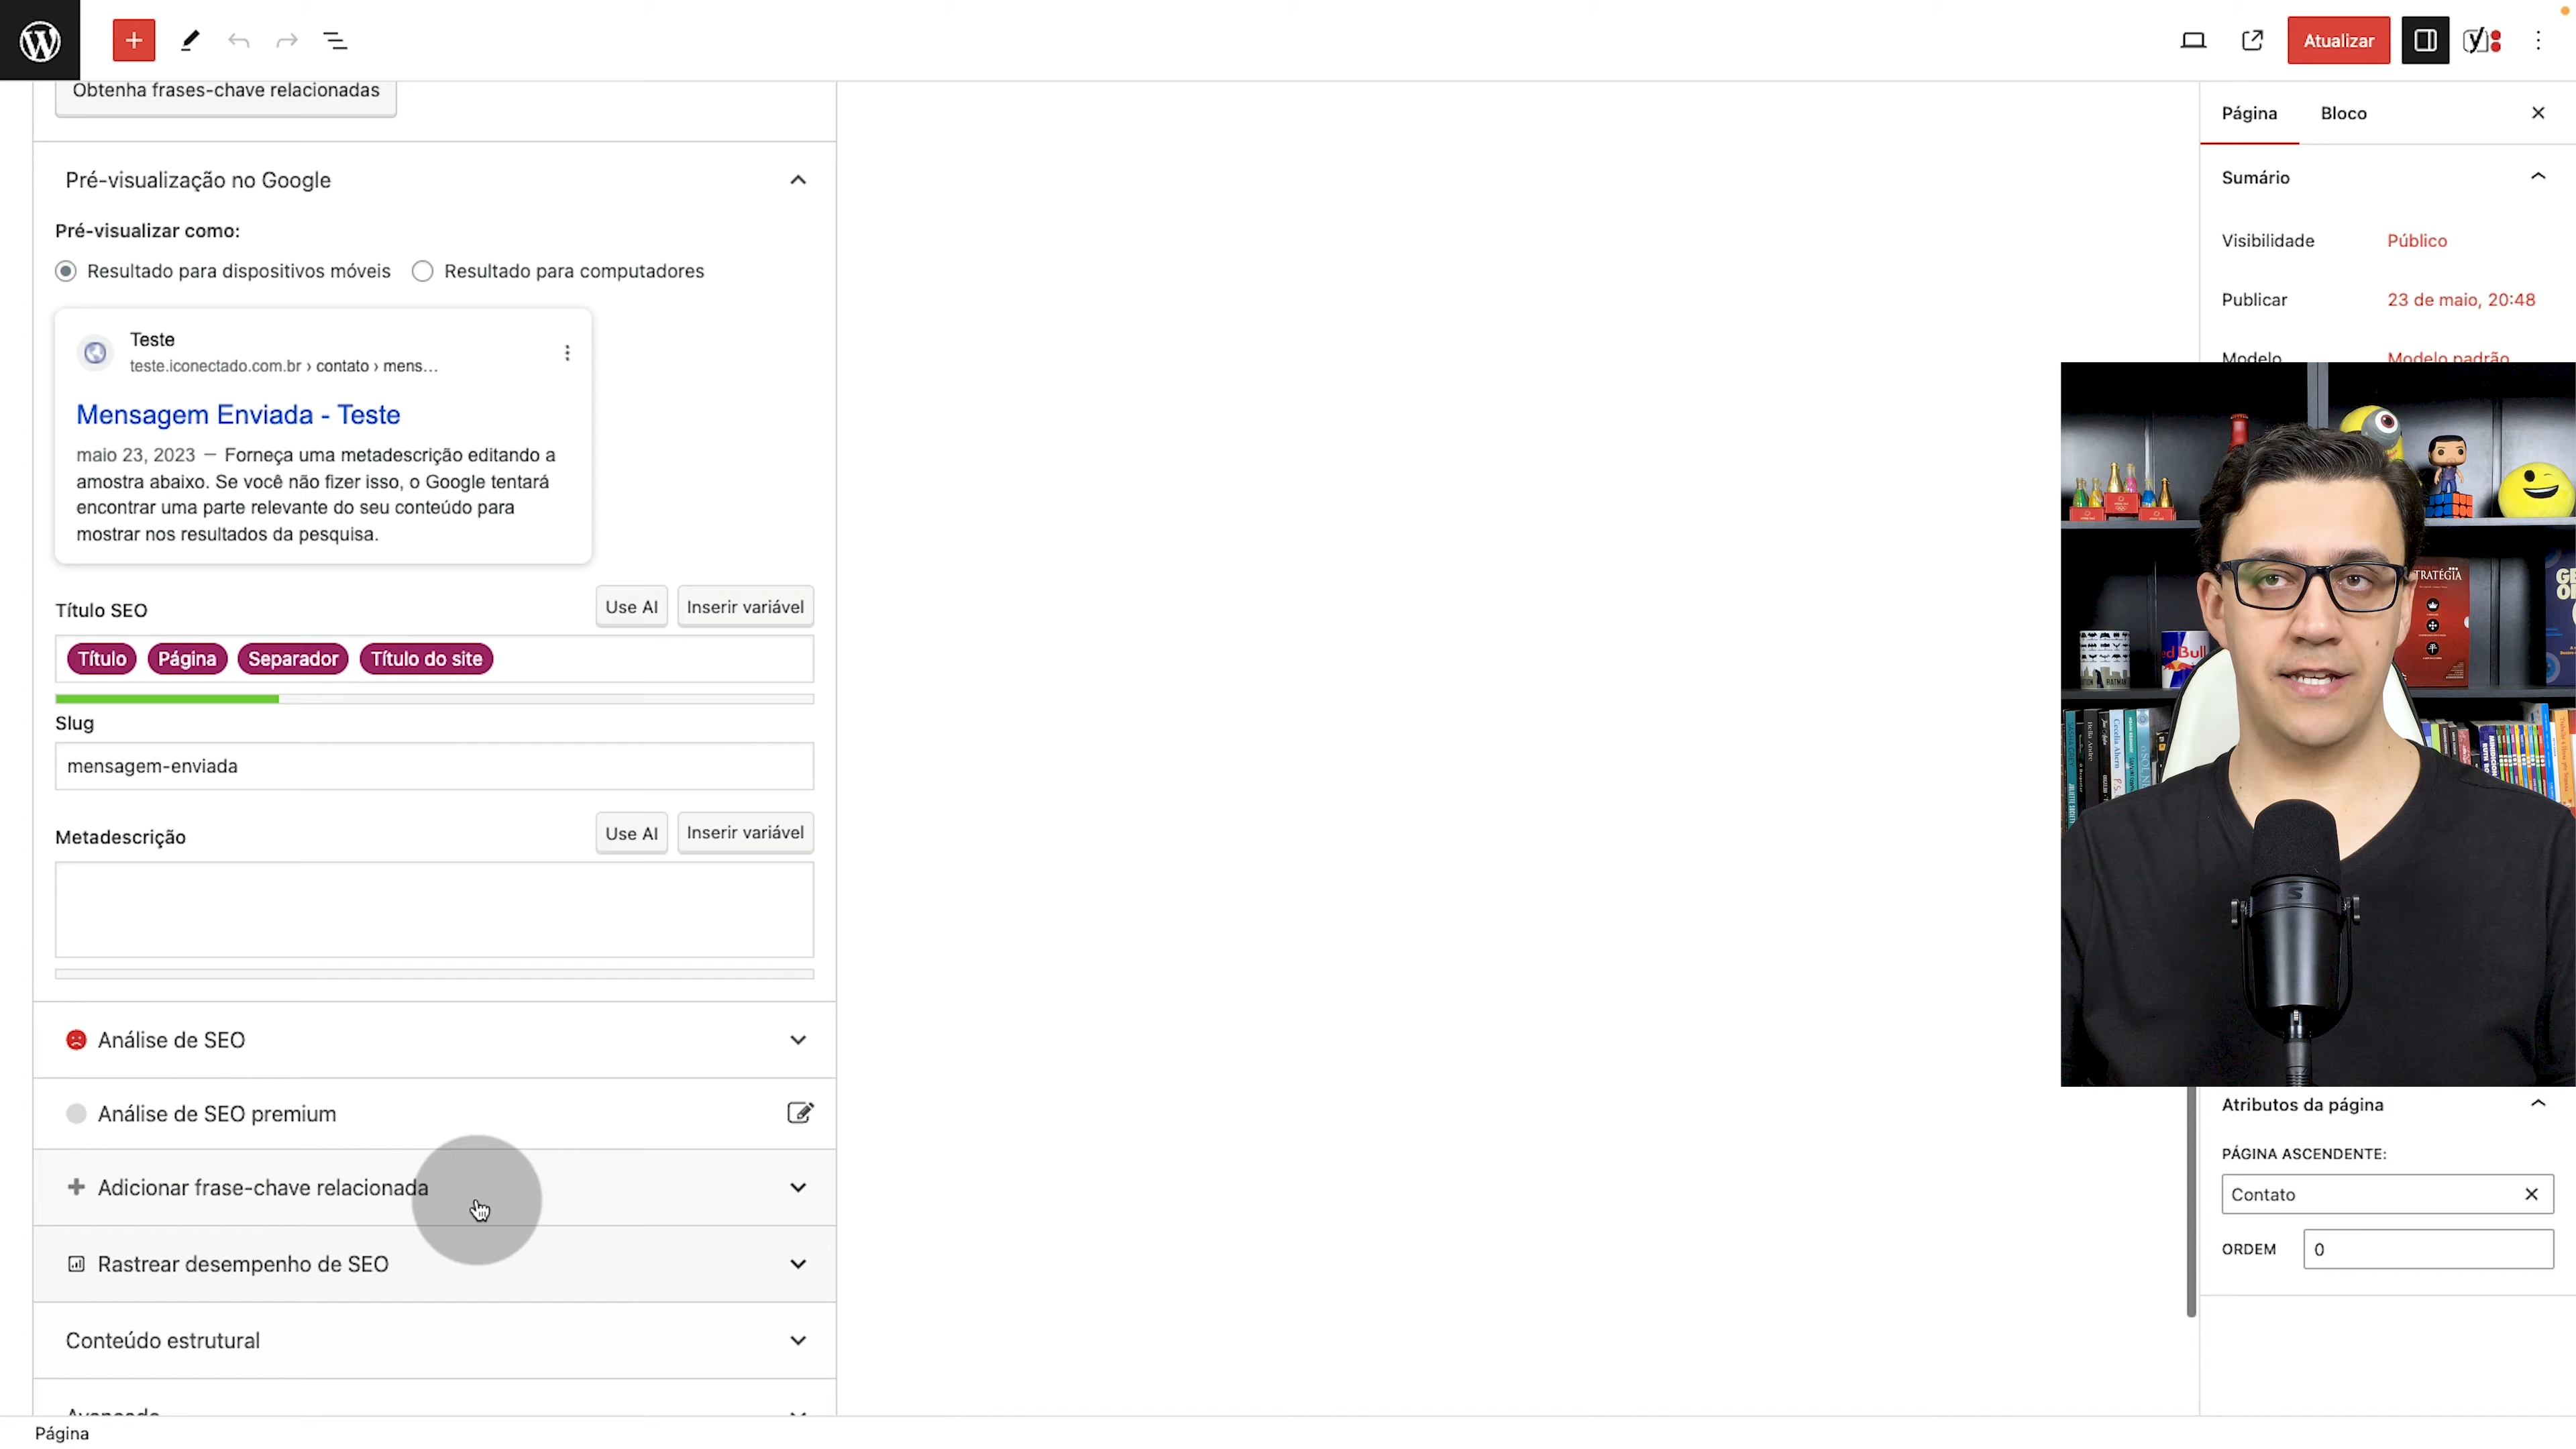 Atualizar
Obtenha frases-chave relacionadas
Pré-visualização no Google
Pré-visualizar como:
Resultado para dispositivos móveis
Resultado para computadores
Teste
teste.iconectado.com.br › contato › mens...
Mensagem Enviada - Teste
maio 23, 2023 — Forneça uma metadescrição editando a
amostra abaixo. Se você não fizer isso, o Google tentará
encontrar uma parte relevante do seu conteúdo para
mostrar nos resultados da pesquisa.
Título SEO
Use AI
Inserir variável
Título
Página
Separador
Título do site
Slug
mensagem-enviada
Metadescrição
Use AI
Inserir variável
Análise de SEO
Análise de SEO premium
Adicionar frase-chave relacionada
Rastrear desempenho de SEO
Conteúdo estrutural
Avançado
Página
Página
Bloco
Sumário
Visibilidade
Público
Publicar
23 de maio, 20:48
Modelo
Modelo padrão
Atributos da página
PÁGINA ASCENDENTE:
Contato
ORDEM
0